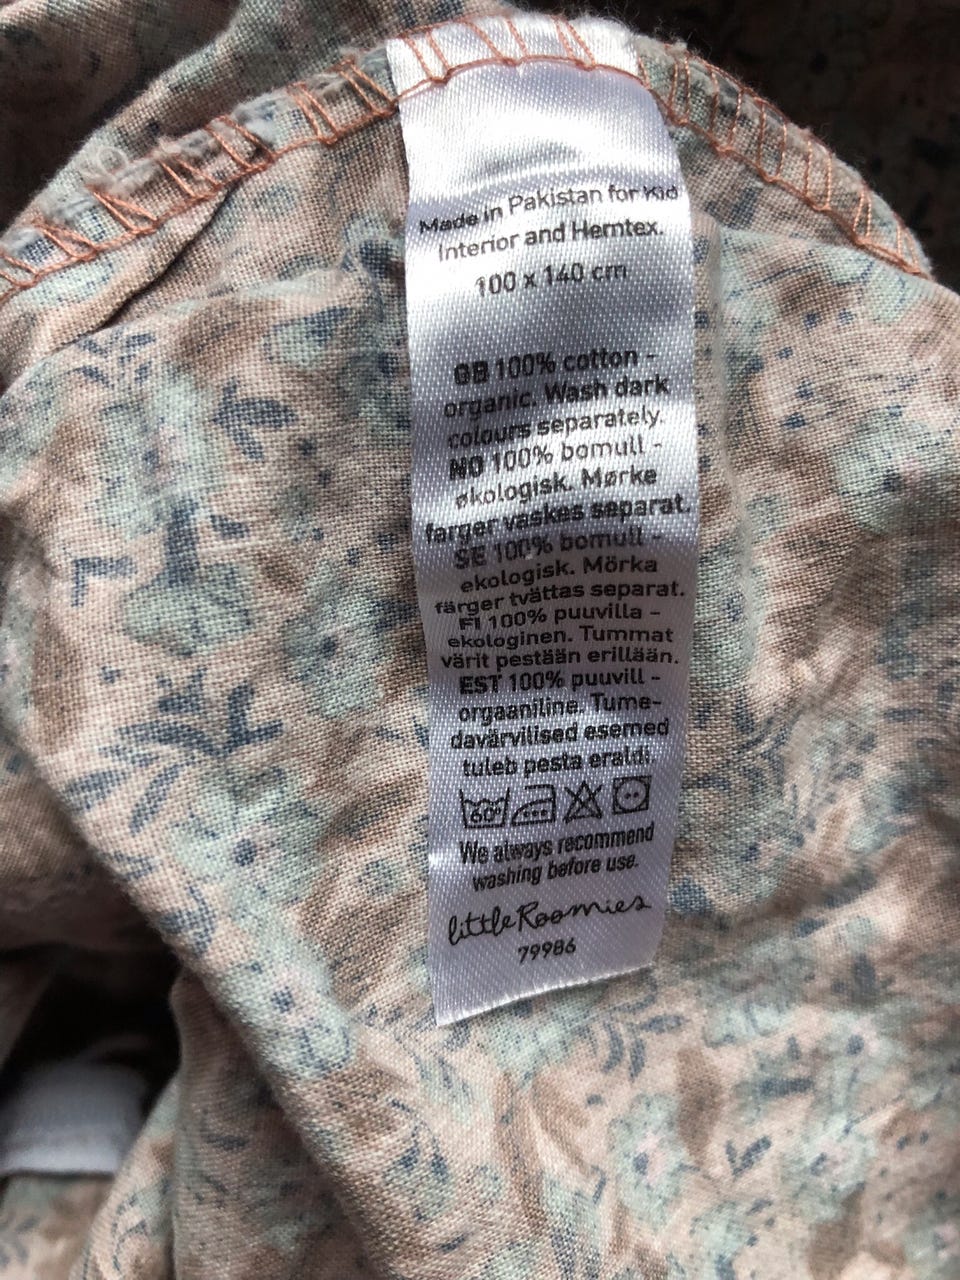 Made in Pakistan for Kid
Interior and Hemtex.
100 x 140 cm
GB 100% cotton -
organic. Wash dark
colours separately.
NO 100% bomull -
økologisk. Mørke
farger vaskes separat.
SE 100% bomull -
ekologisk. Mörka
färger tvättas separat.
FI 100% puuvilla -
ekologinen. Tummat
värit pestään erillään.
EST 100% puuvill -
orgaaniline. Tume-
davärvilised esemed
tuleb pesta eraldi.
60°
We always recommend
washing before use.
little Roomies
79986